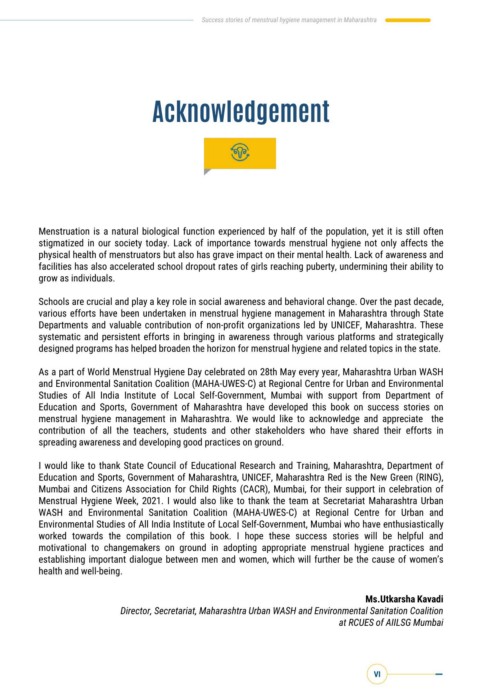 Success stories of menstrual hygiene management in Maharashtra
Acknowledgement
Menstruation is a natural biological function experienced by half of the population, yet it is still often
stigmatized in our society today. Lack of importance towards menstrual hygiene not only affects the
physical health of menstruators but also has grave impact on their mental health. Lack of awareness and
facilities has also accelerated school dropout rates of girls reaching puberty, undermining their ability to
grow as individuals.
Schools are crucial and play a key role in social awareness and behavioral change. Over the past decade,
various efforts have been undertaken in menstrual hygiene management in Maharashtra through State
Departments and valuable contribution of non-profit organizations led by UNICEF, Maharashtra. These
systematic and persistent efforts in bringing in awareness through various platforms and strategically
designed programs has helped broaden the horizon for menstrual hygiene and related topics in the state.
As a part of World Menstrual Hygiene Day celebrated on 28th May every year, Maharashtra Urban WASH
and Environmental Sanitation Coalition (MAHA-UWES-C) at Regional Centre for Urban and Environmental
Studies of All India Institute of Local Self-Government, Mumbai with support from Department of
Education and Sports, Government of Maharashtra have developed this book on success stories on
menstrual hygiene management in Maharashtra. We would like to acknowledge and appreciate the
contribution of all the teachers, students and other stakeholders who have shared their efforts in
spreading awareness and developing good practices on ground.
I would like to thank State Council of Educational Research and Training, Maharashtra, Department of
Education and Sports, Government of Maharashtra, UNICEF, Maharashtra Red is the New Green (RING),
Mumbai and Citizens Association for Child Rights (CACR), Mumbai, for their support in celebration of
Menstrual Hygiene Week, 2021. I would also like to thank the team at Secretariat Maharashtra Urban
WASH and Environmental Sanitation Coalition (MAHA-UWES-C) at Regional Centre for Urban and
Environmental Studies of All India Institute of Local Self-Government, Mumbai who have enthusiastically
worked towards the compilation of this book. I hope these success stories will be helpful and
motivational to changemakers on ground in adopting appropriate menstrual hygiene practices and
establishing important dialogue between men and women, which will further be the cause of women's
health and well-being.
Ms.Utkarsha Kavadi
Director, Secretariat, Maharashtra Urban WASH and Environmental Sanitation Coalition
at RCUES of AIILSG Mumbai
VI